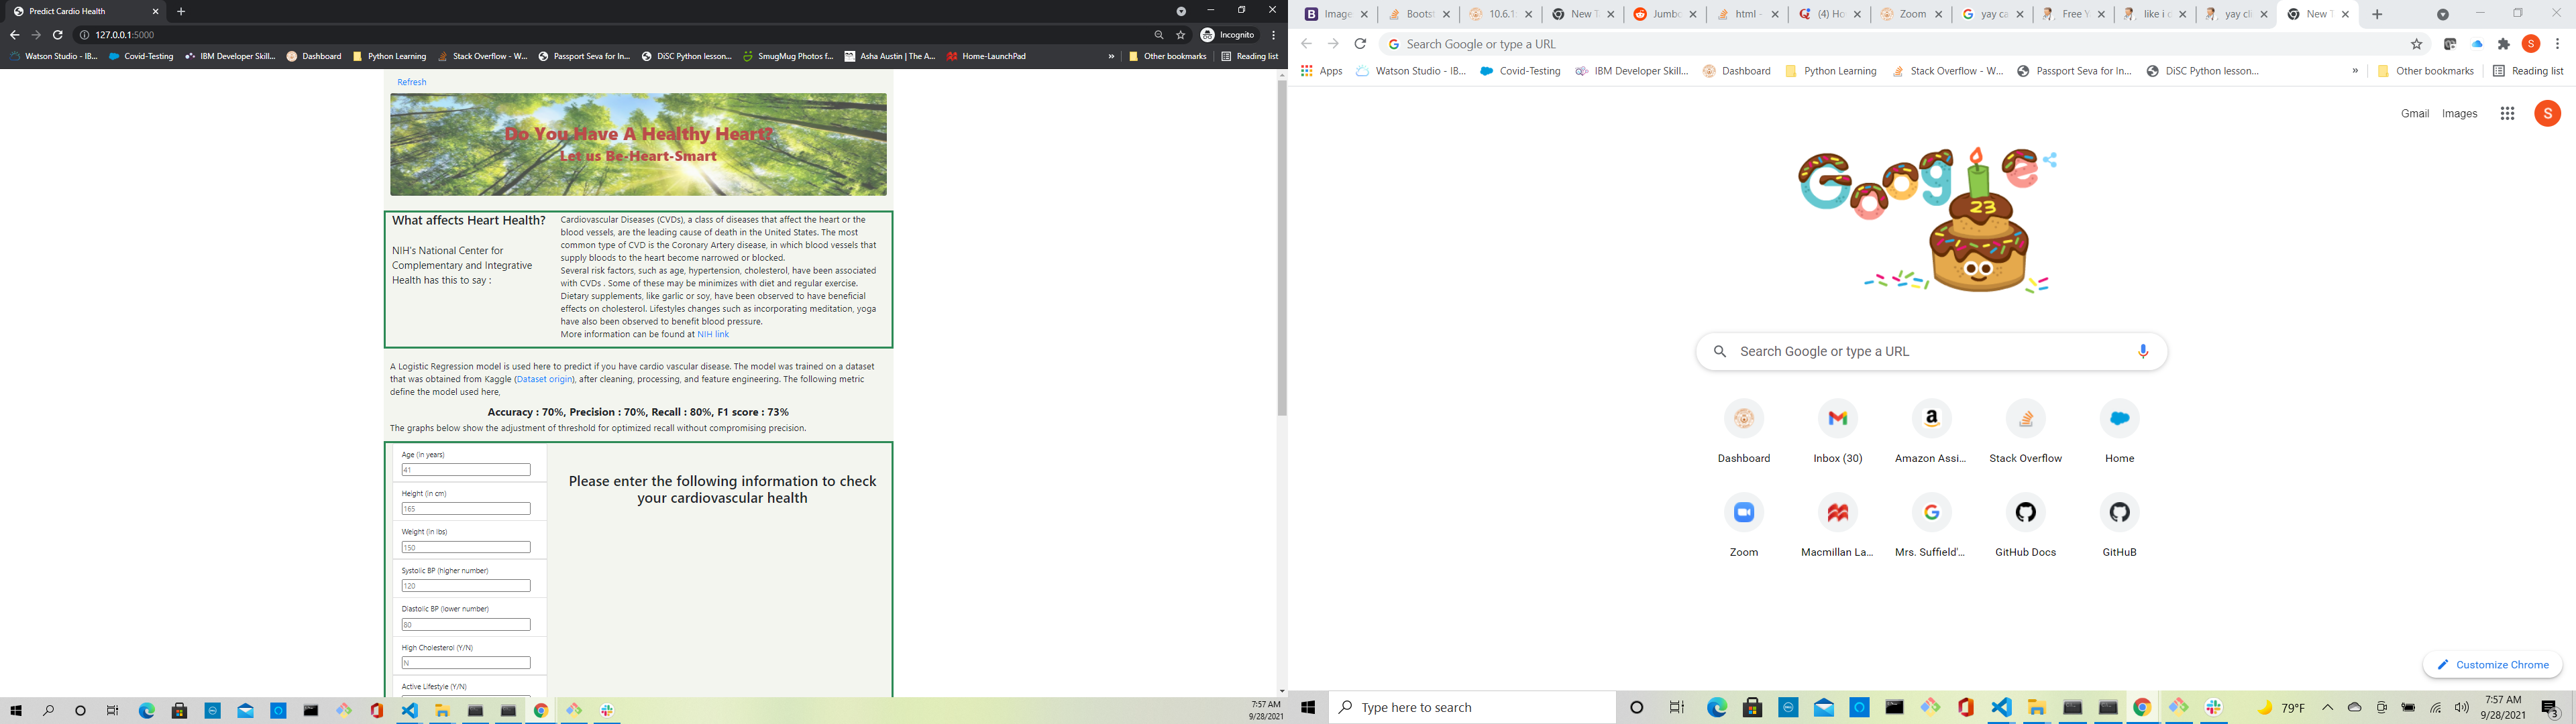 Predict Cardio Health
127.0.0.1:5000
Incognito
Watson Studio - IB...
Covid-Testing
IBM Developer Skill...
Dashboard
Python Learning
Stack Overflow - W...
Passport Seva for In...
DiSC Python lesson...
SmugMug Photos f...
Asha Austin | The A...
Home-LaunchPad
»
Other bookmarks
Reading list
Refresh
Do You Have A Healthy Heart?
Let us Be-Heart-Smart
What affects Heart Health?
NIH's National Center for
Complementary and Integrative
Health has this to say :
Cardiovascular Diseases (CVDs), a class of diseases that affect the heart or the
blood vessels, are the leading cause of death in the United States. The most
common type of CVD is the Coronary Artery disease, in which blood vessels that
supply bloods to the heart become narrowed or blocked.
Several risk factors, such as age, hypertension, cholesterol, have been associated
with CVDs . Some of these may be minimizes with diet and regular exercise.
Dietary supplements, like garlic or soy, have been observed to have beneficial
effects on cholesterol. Lifestyles changes such as incorporating meditation, yoga
have also been observed to benefit blood pressure.
More information can be found at NIH link
A Logistic Regression model is used here to predict if you have cardio vascular disease. The model was trained on a dataset
that was obtained from Kaggle (Dataset origin), after cleaning, processing, and feature engineering. The following metric
define the model used here,
Accuracy : 70%, Precision : 70%, Recall : 80%, F1 score : 73%
The graphs below show the adjustment of threshold for optimized recall without compromising precision.
Age (in years)
41
Height (in cm)
165
Weight (in lbs)
150
Systolic BP (higher number)
120
Diastolic BP (lower number)
80
High Cholesterol (Y/N)
N
Active Lifestyle (Y/N)
Please enter the following information to check
your cardiovascular health
7:57 AM
9/28/2021
Image
Bootst
10.6.1:
New T
Jumbo
html -
(4) Ho
Zoom
yay ca
Free Y
like i c
yay cli
New T
Search Google or type a URL
S
Apps
Watson Studio - IB...
Covid-Testing
IBM Developer Skill...
Dashboard
Python Learning
Stack Overflow - W...
Passport Seva for In...
DiSC Python lesson...
»
Other bookmarks
Reading list
Gmail
Images
S
Google
23
Search Google or type a URL
Dashboard
Inbox (30)
Amazon Assi...
Stack Overflow
Home
Zoom
Macmillan La...
Mrs. Suffield'...
GitHub Docs
GitHuB
Customize Chrome
Type here to search
79°F
7:57 AM
9/28/2021
3